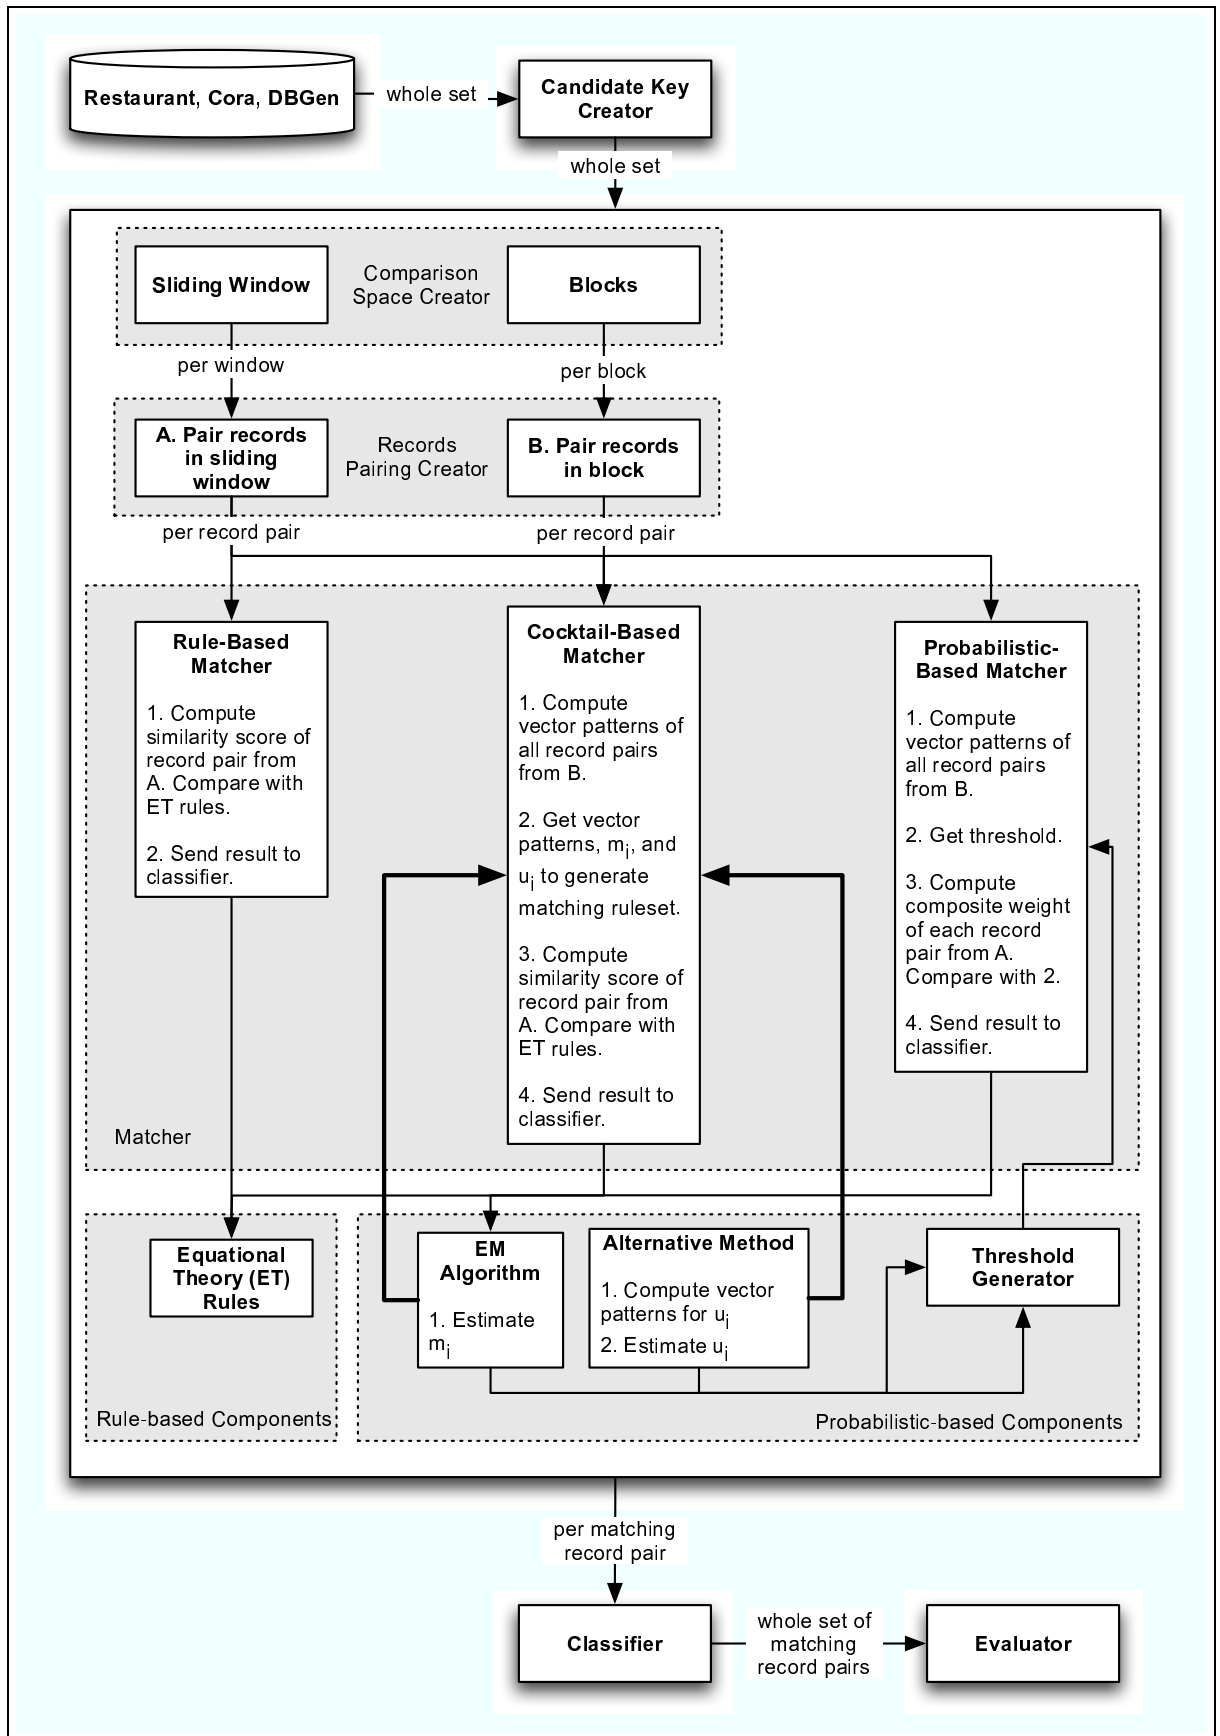 Restaurant, Cora, DBGen
whole set
Candidate Key
Creator
whole set
Sliding Window
Comparison
Space Creator
Blocks
per window
per block
A. Pair records
in sliding
window
Records
Pairing Creator
B. Pair records
in block
per record pair
per record pair
Rule-Based
Matcher
1. Compute
similarity score of
record pair from
A. Compare with
ET rules.
2. Send result to
classifier.
Cocktail-Based
Matcher
1. Compute
vector patterns of
all record pairs
from B.
2. Get vector
patterns, mi, and
ui to generate
matching ruleset.
3. Compute
similarity score of
record pair from
A. Compare with
ET rules.
4. Send result to
classifier.
Probabilistic-
Based Matcher
1. Compute
vector patterns of
all record pairs
from B.
2. Get threshold.
3. Compute
composite weight
of each record
pair from A.
Compare with 2.
4. Send result to
classifier.
Matcher
Equational
Theory (ET)
Rules
Rule-based Components
EM
Algorithm
1. Estimate
mi
Alternative Method
1. Compute vector
patterns for ui
2. Estimate ui
Threshold
Generator
Probabilistic-based Components
per matching
record pair
Classifier
whole set of
matching
record pairs
Evaluator